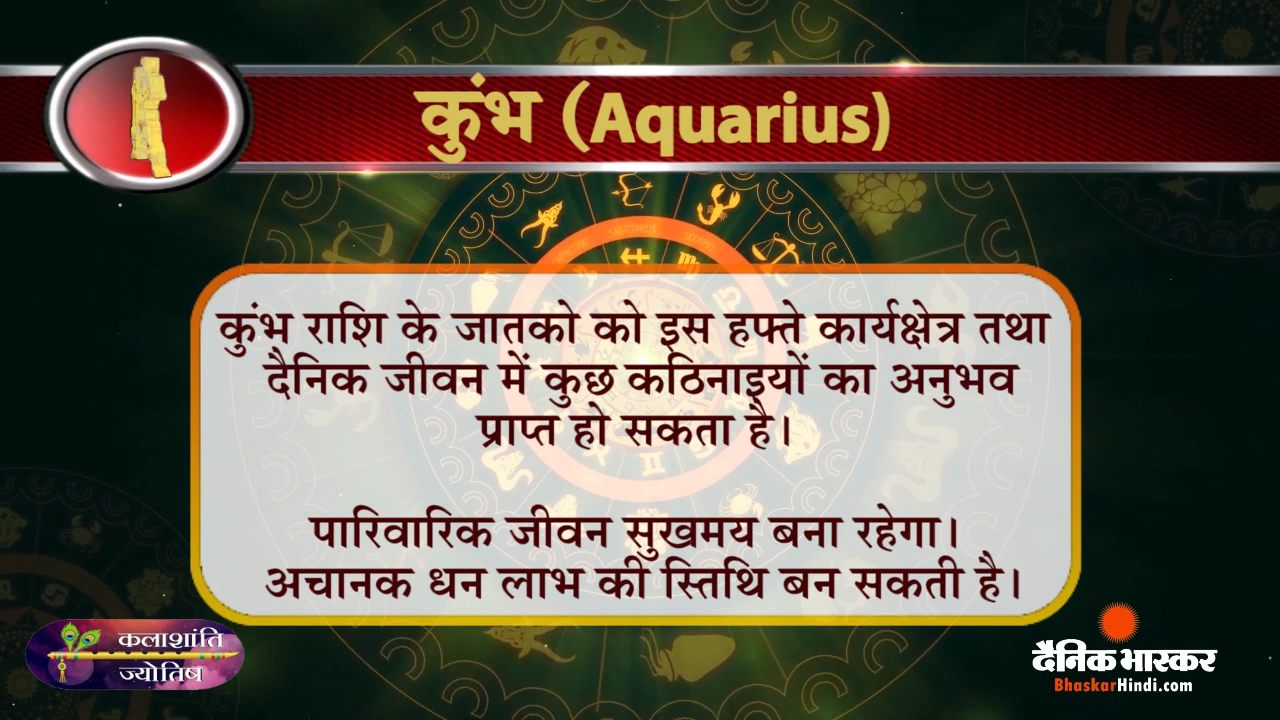 कुंभ (Aquarius)
SAGITTARIUS
कुंभ राशि के जातको को इस हफ्ते कार्यक्षेत्र तथा
दैनिक जीवन में कुछ कठिनाइयों का अनुभव
प्राप्त हो सकता है।
पारिवारिक जीवन सुखमय बना रहेगा।
अचानक धन लाभ की स्तिथि बन सकती है।
कलाशांति
ज्योतिष
दैनिक भास्कर
BhaskarHindi.com